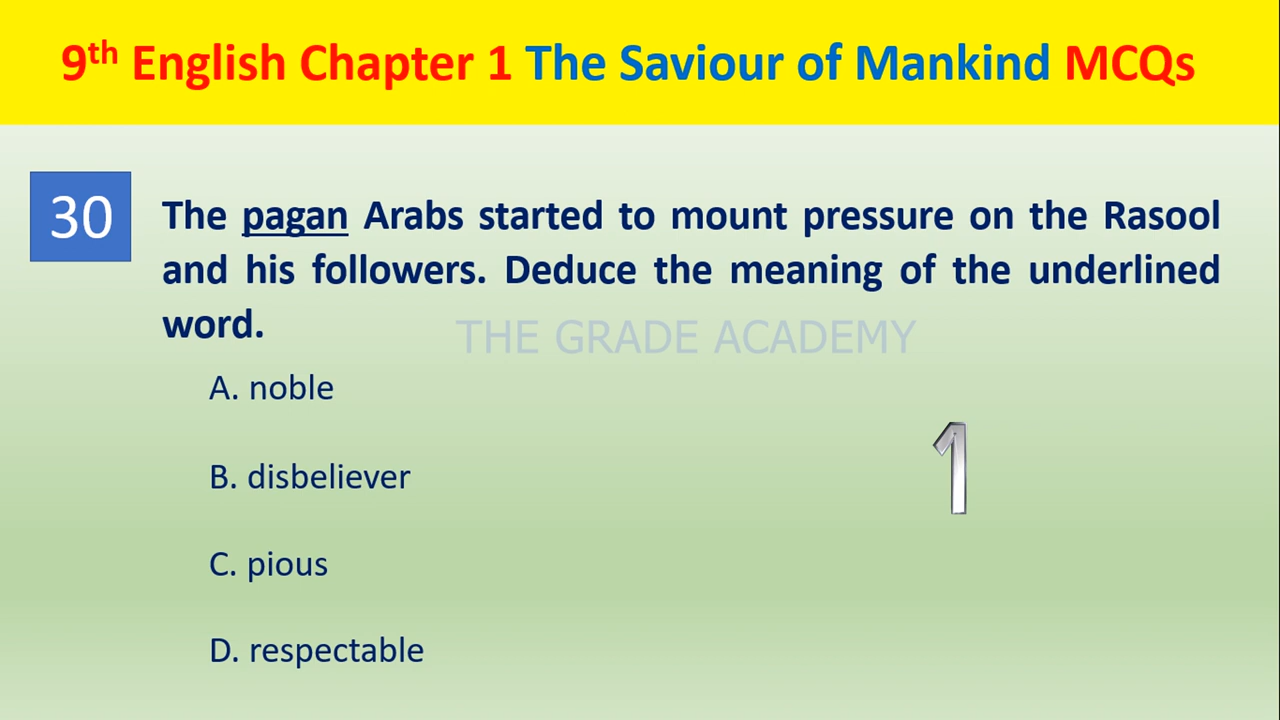 9th English Chapter 1 The Saviour of Mankind MCQs
30
The pagan Arabs started to mount pressure on the Rasool
and his followers. Deduce the meaning of the underlined
word.
THE GRADE ACADEMY
A. noble
1
B. disbeliever
C. pious
D. respectable